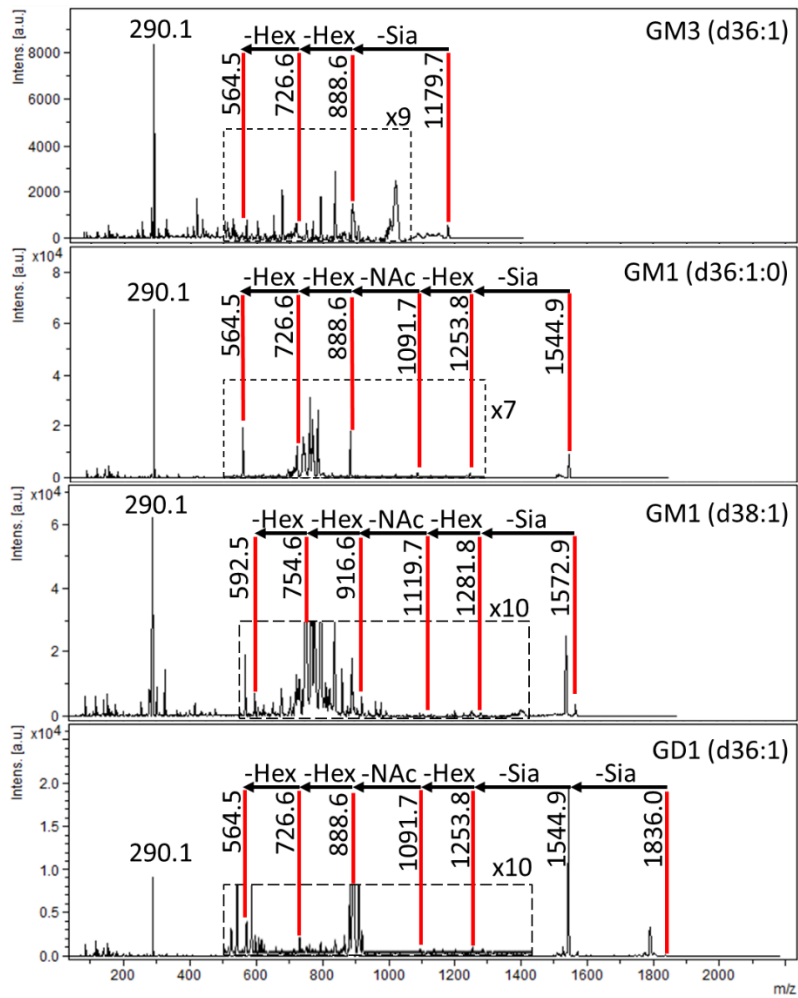 GM3 (d36:1)
Intens. [a.u.]
8000
6000
4000
2000
0
290.1
-Hex
-Hex
-Sia
564.5
726.6
888.6
1179.7
x9
GM1 (d36:1:0)
Intens. [a.u.]
x10⁴
8
6
4
2
0
290.1
-Hex
-Hex
-NAc
-Hex
-Sia
564.5
726.6
888.6
1091.7
1253.8
1544.9
x7
GM1 (d38:1)
Intens. [a.u.]
x10⁴
6
4
2
0
290.1
-Hex
-Hex
-NAc
-Hex
-Sia
592.5
754.6
916.6
1119.7
1281.8
1572.9
x10
GD1 (d36:1)
Intens. [a.u.]
x10⁴
2.0
1.5
1.0
0.5
0.0
290.1
-Hex
-Hex
-NAc
-Hex
-Sia
-Sia
564.5
726.6
888.6
1091.7
1253.8
1544.9
1836.0
x10
200
400
600
800
1000
1200
1400
1600
1800
2000
m/z